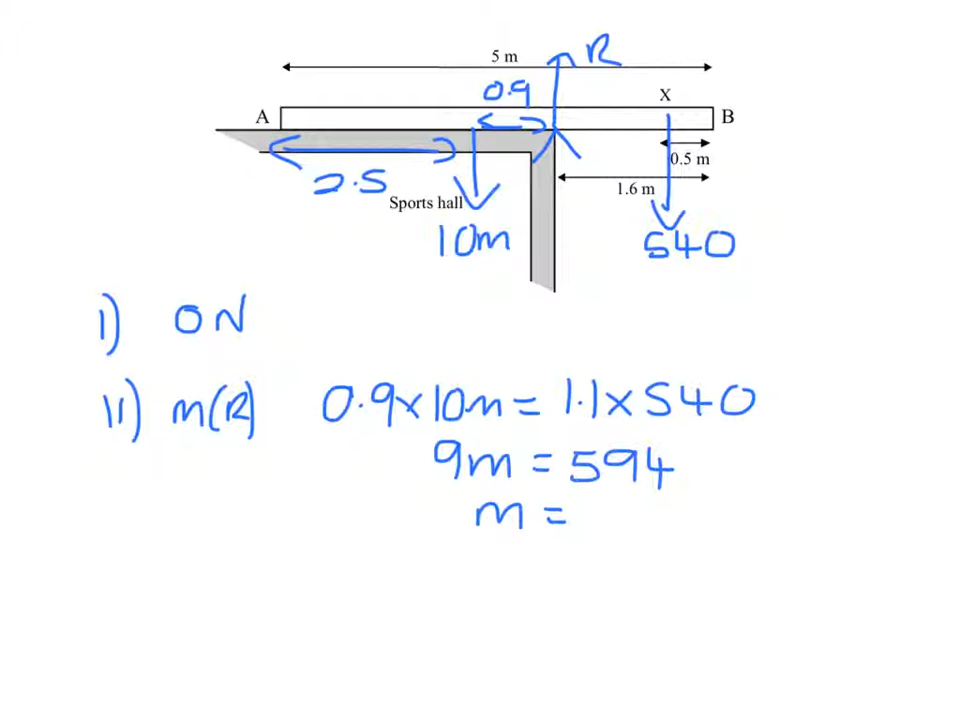 5 m
R
0.9
X
A
B
0.5 m
2.5
1.6 m
Sports hall
10m
540
i) 0N
ii) m(R) 0.9×10m = 1.1×540
9m = 594
m =